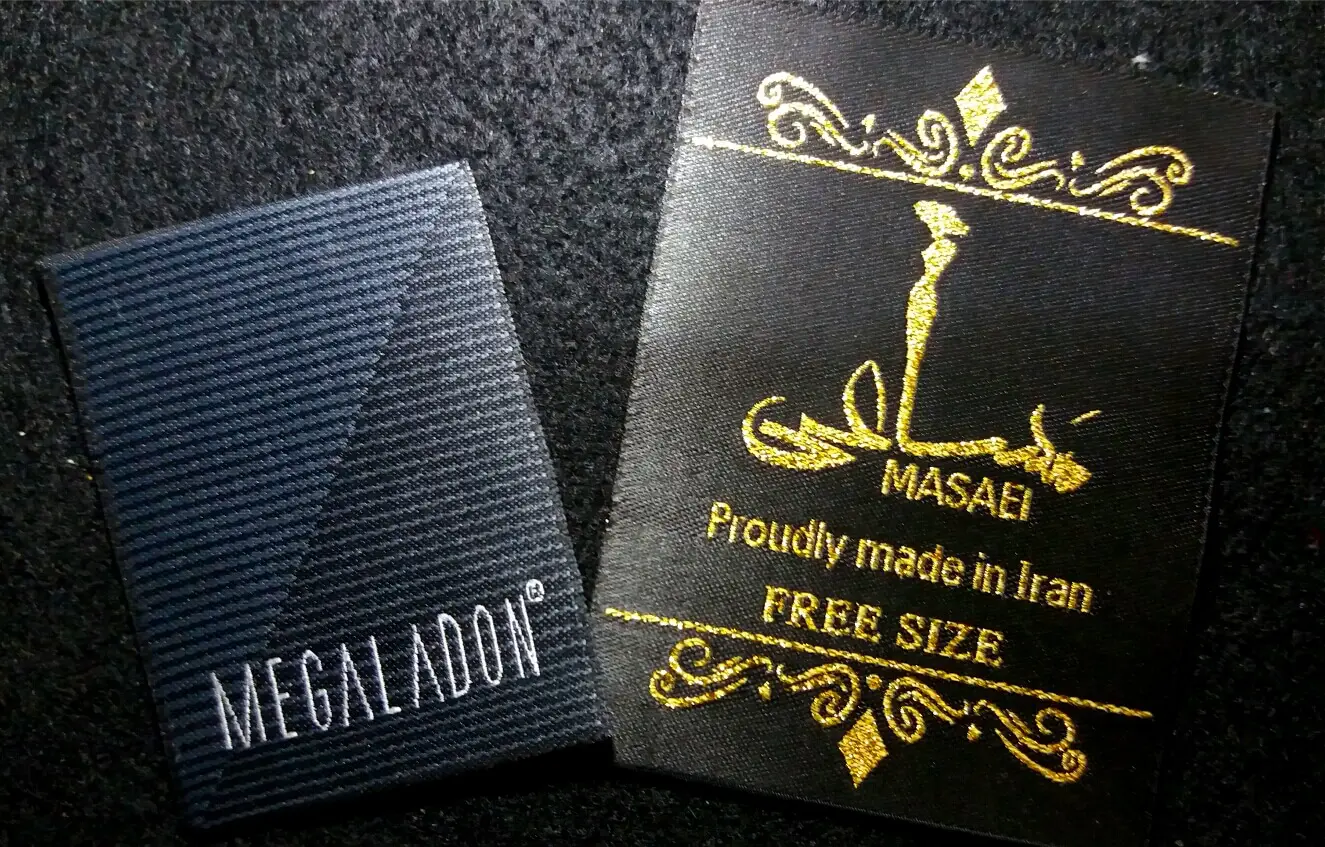 MEGALADON®
MASAEI
Proudly made in Iran
FREE SIZE